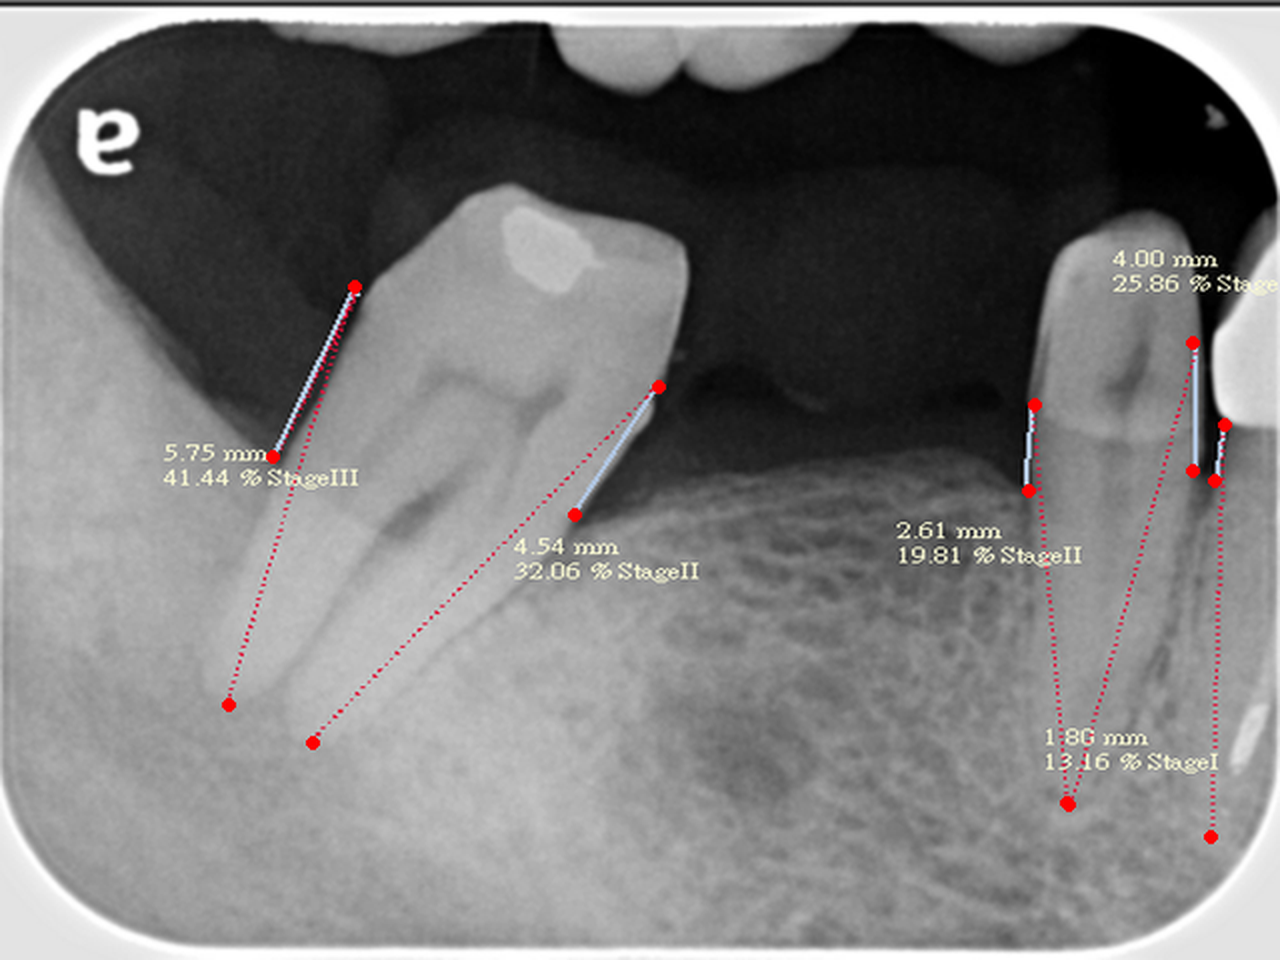 a
4.00 mm
25.86 % Stage
5.75 mm
41.44 % StageIII
4.54 mm
32.06 % StageII
2.61 mm
19.81 % StageII
1.80 mm
13.16 % StageI